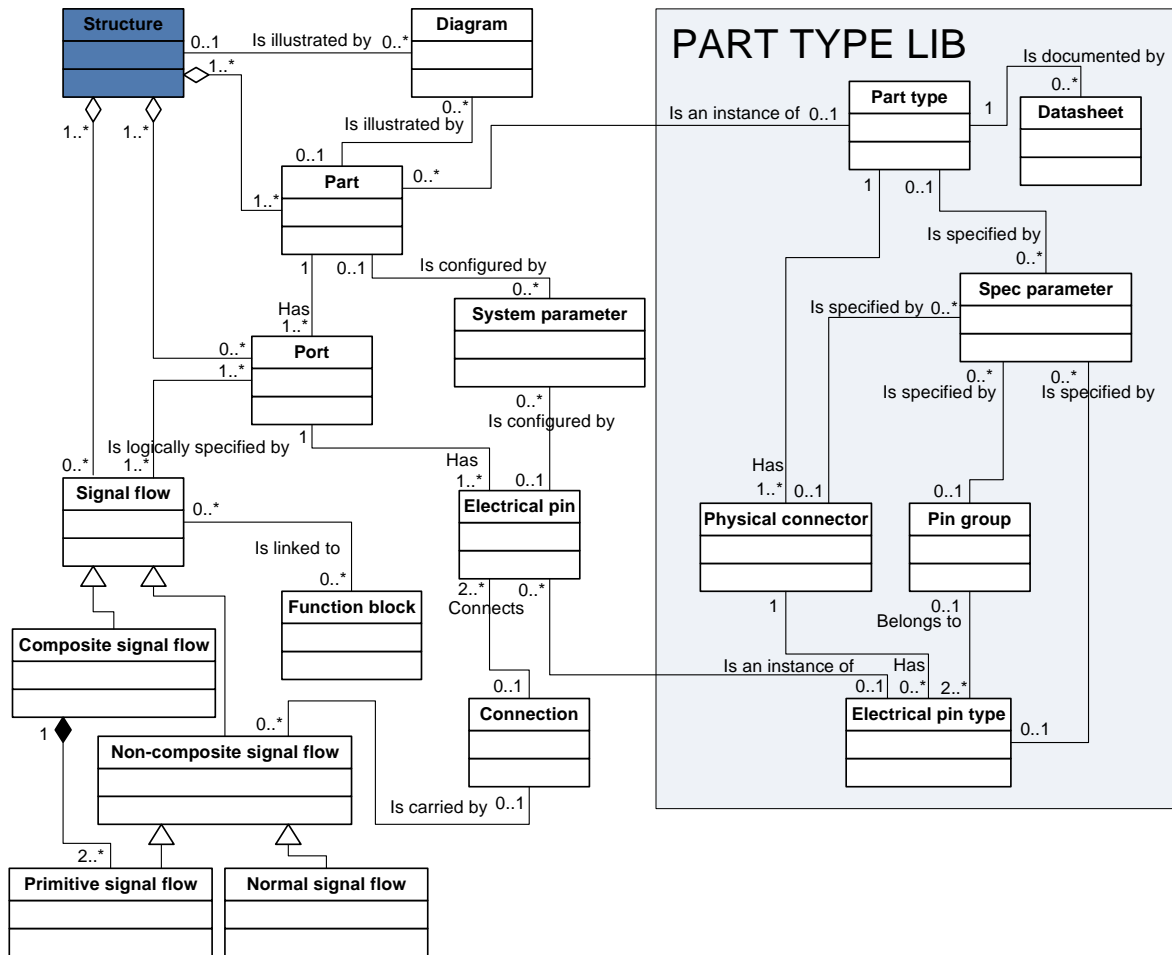 Structure
0..1
Is illustrated by
0..*
Diagram
1..*
1..*
1..*
0..*
Is illustrated by
0..1
Part
1..*
0..*
PART TYPE LIB
Is an instance of
0..1
Part type
1
Is documented by
0..*
Datasheet
1
0..1
Is specified by
0..*
1
0..1
Is configured by
0..*
System parameter
Has
1..*
Port
0..*
1..*
1
Is specified by
0..*
Spec parameter
0..*
Is specified by
0..*
Is specified by
0..*
Is configured by
Is logically specified by
0..*
1..*
Signal flow
0..*
Has
1..*
0..1
Electrical pin
Has
1..*
0..1
Physical connector
0..1
Pin group
Is linked to
0..*
Function block
2..*
Connects
0..*
1
0..1
Belongs to
Composite signal flow
Is an instance of
0..1
Has
0..*
2..*
Electrical pin type
0..1
0..1
Connection
1
0..*
Non-composite signal flow
Is carried by
0..1
2..*
Primitive signal flow
Normal signal flow